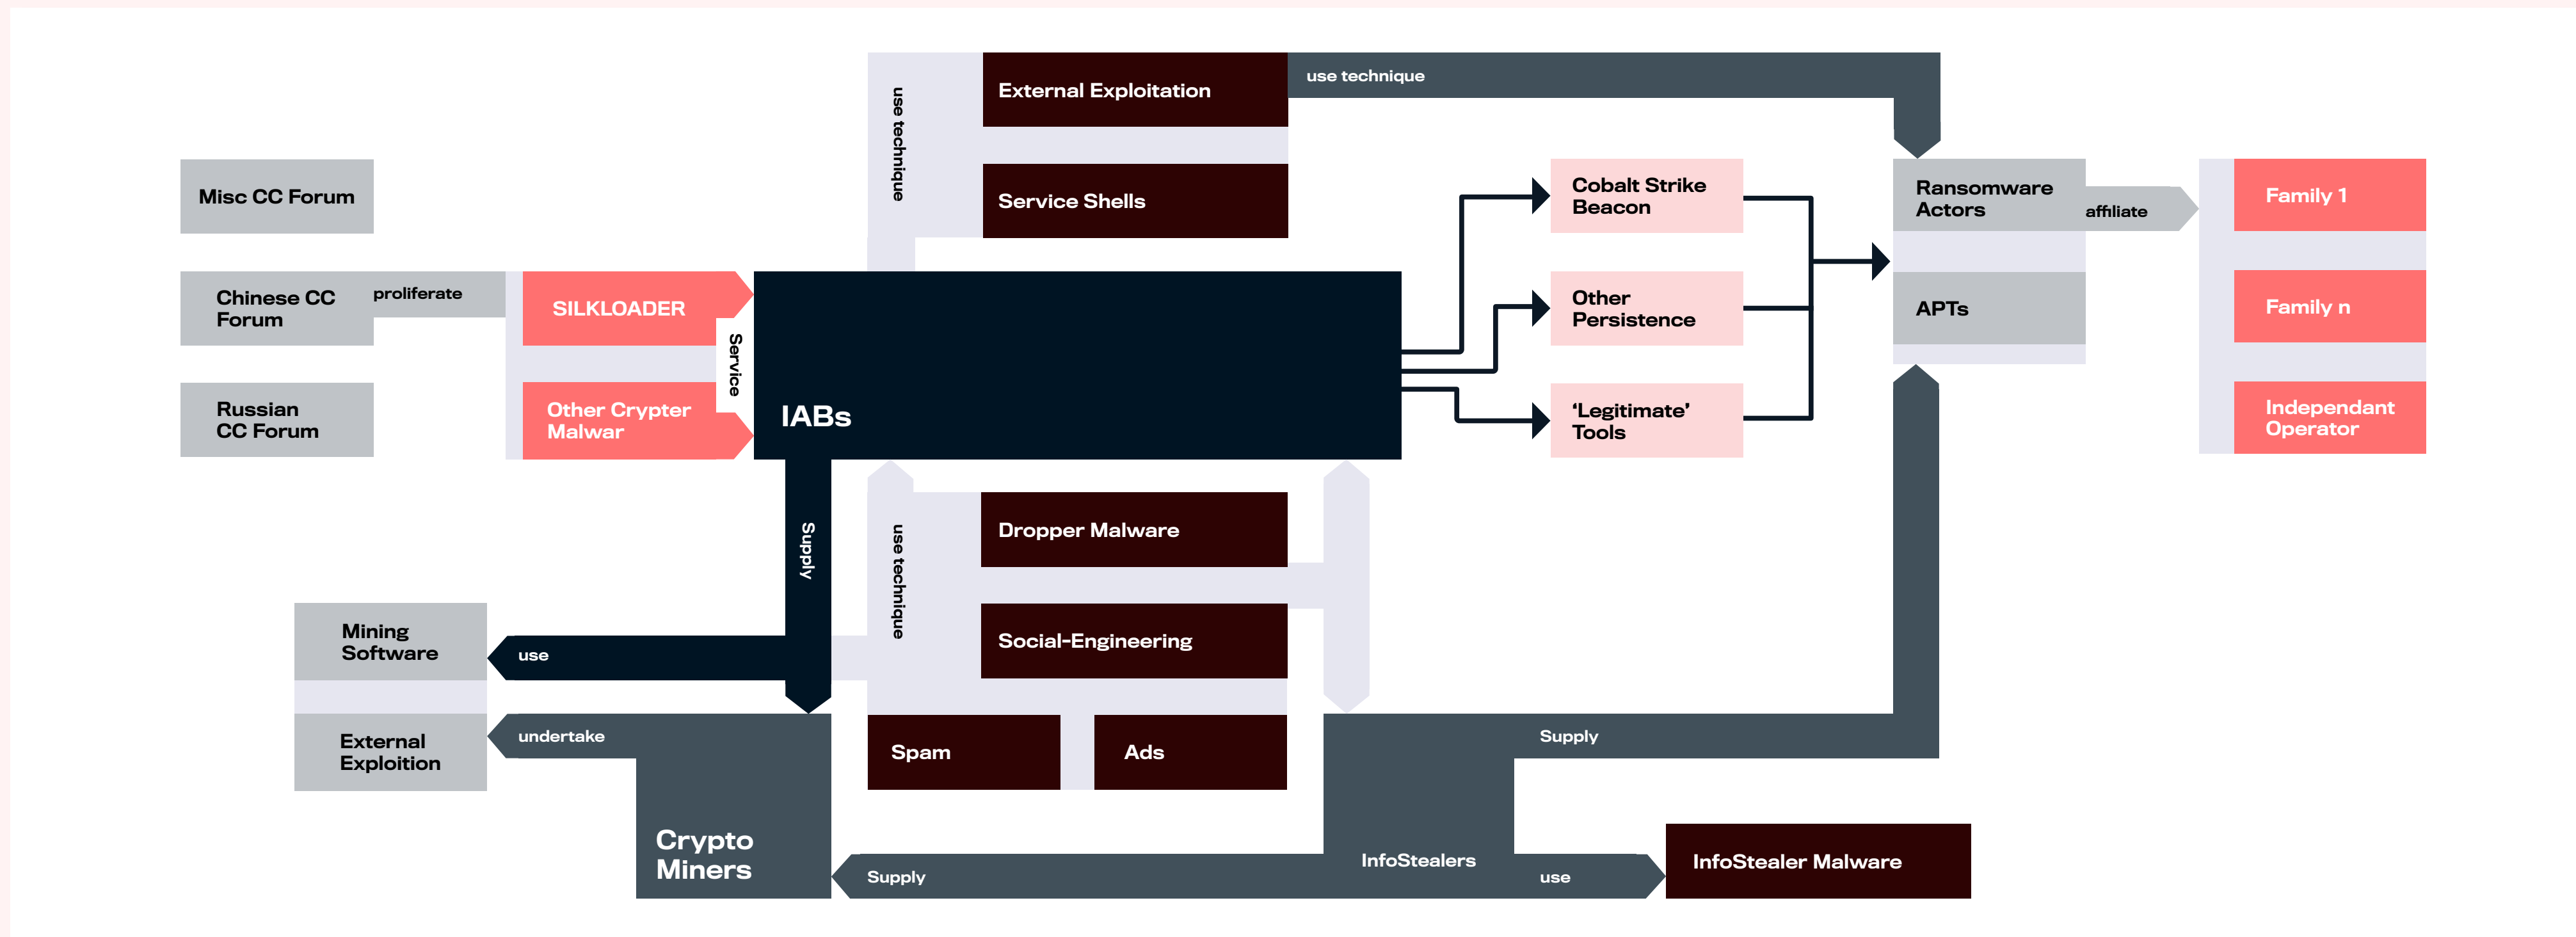 use technique
External Exploitation
use technique
Service Shells
Misc CC Forum
Chinese CC
Forum
proliferate
Russian
CC Forum
SILKLOADER
Other Crypter
Malwar
Service
IABs
Cobalt Strike
Beacon
Other
Persistence
‘Legitimate’
Tools
Ransomware
Actors
affiliate
APTs
Family 1
Family n
Independant
Operator
Supply
use technique
Dropper Malware
Social-Engineering
Spam
Ads
Mining
Software
use
External
Exploition
undertake
Crypto
Miners
Supply
InfoStealers
Supply
use
InfoStealer Malware